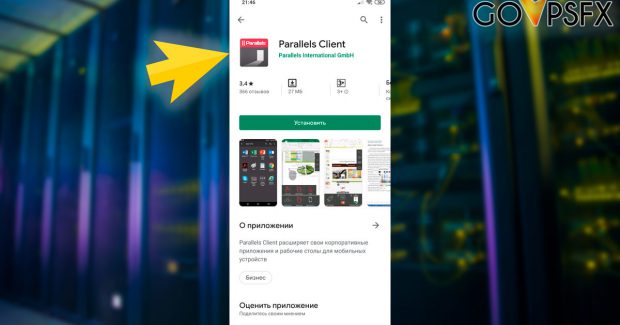 21:46
GOVPSFX
Parallels
Parallels Client
Parallels International GmbH
3,4 ★
366 отзывов
27 МБ
3+
Установить
О приложении
Parallels Client расширяет свои корпоративные
приложения и рабочие столы для мобильных
устройств
Бизнес
Оценить приложение
Поделитесь своим мнением